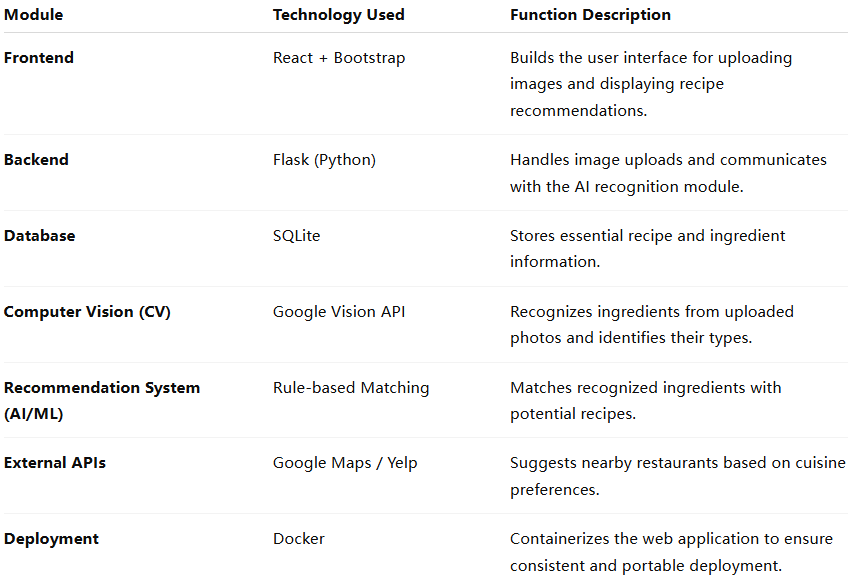 Module Technology Used Function Description
Frontend React + Bootstrap Builds the user interface for uploading
images and displaying recipe
recommendations.
Backend Flask (Python) Handles image uploads and communicates
with the AI recognition module.
Database SQLite Stores essential recipe and ingredient
information.
Computer Vision (CV) Google Vision API Recognizes ingredients from uploaded
photos and identifies their types.
Recommendation System Rule-based Matching Matches recognized ingredients with
(AI/ML) potential recipes.
External APIs Google Maps / Yelp Suggests nearby restaurants based on cuisine
preferences.
Deployment Docker Containerizes the web application to ensure
consistent and portable deployment.